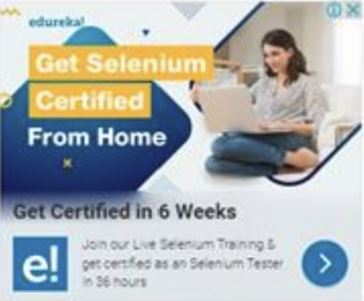 edureka!
Get Selenium
Certified
From Home
Get Certified in 6 Weeks
Join our Live Selenium Training &
get certified as an Selenium Tester
in 36 hours
e!